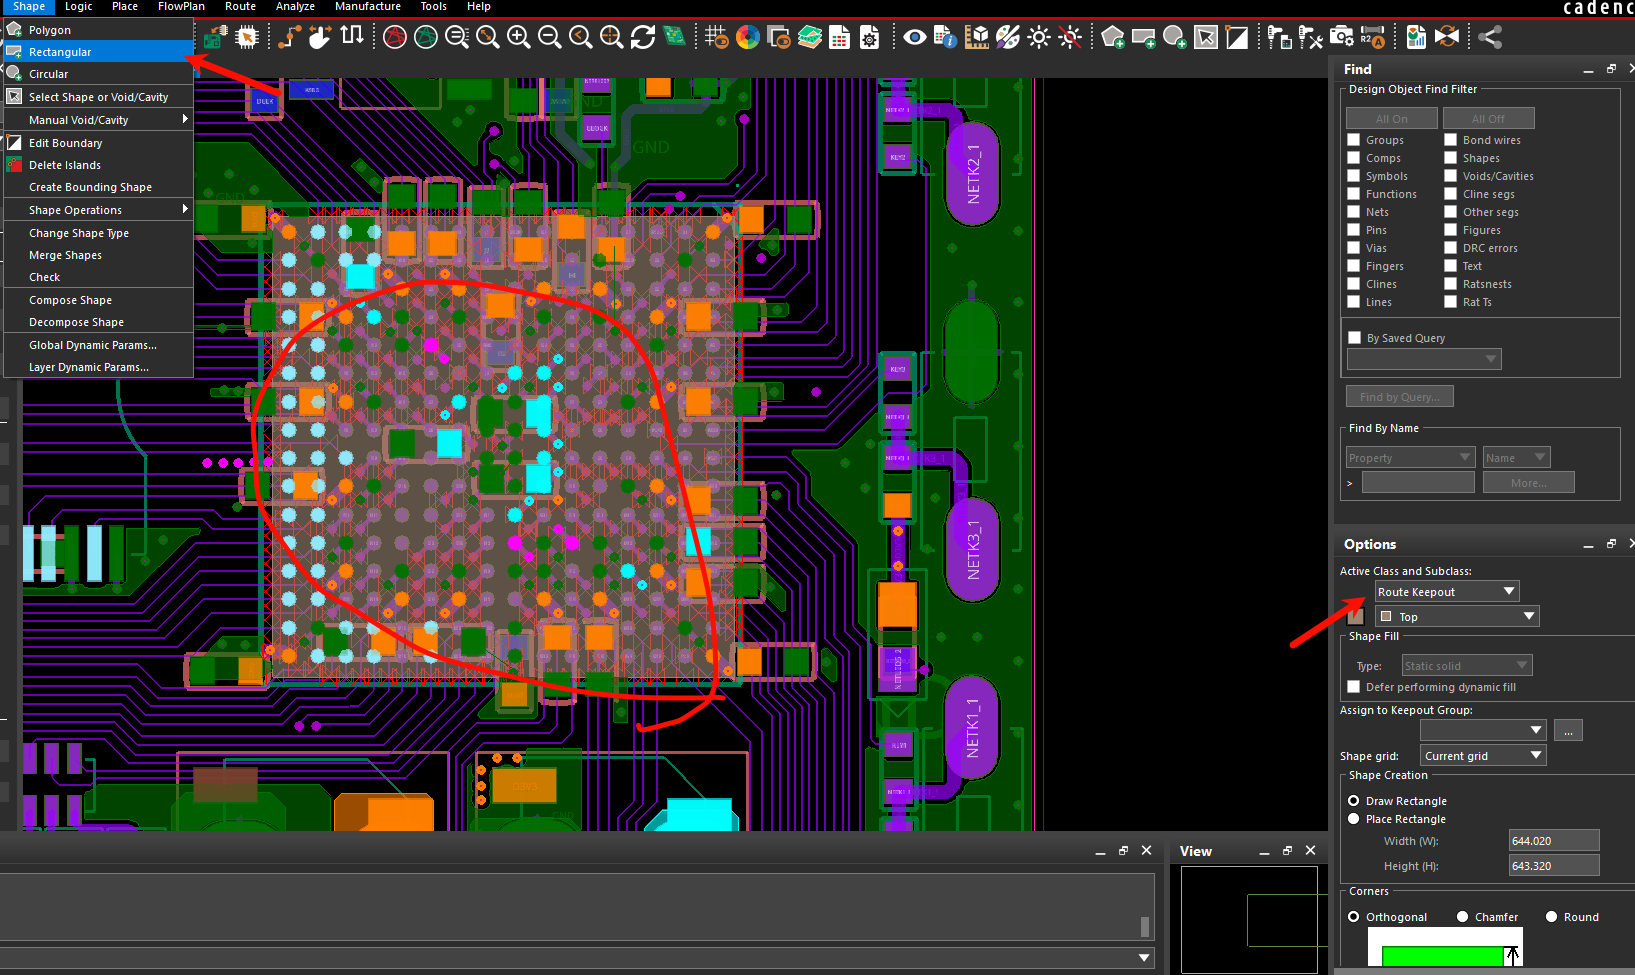 Shape Logic Place FlowPlan Route Analyze Manufacture Tools Help
cadenc
Polygon
Rectangular
Circular
Select Shape or Void/Cavity
Manual Void/Cavity
Edit Boundary
Delete Islands
Create Bounding Shape
Shape Operations
Change Shape Type
Merge Shapes
Check
Compose Shape
Decompose Shape
Global Dynamic Params...
Layer Dynamic Params...
GND
GND
GND
NETK2_1
KEY2
NETK3_1
NETK1_1
Find
Design Object Find Filter
All On All Off
Groups Bond wires
Comps Shapes
Symbols Voids/Cavities
Functions Cline segs
Nets Other segs
Pins Figures
Vias DRC errors
Fingers Text
Clines Ratsnests
Lines Rat Ts
By Saved Query
Find by Query...
Find By Name
Property Name
> More...
Options
Active Class and Subclass:
Route Keepout
Top
Shape Fill
Type: Static solid
Defer performing dynamic fill
Assign to Keepout Group:
...
Shape grid: Current grid
Shape Creation
Draw Rectangle
Place Rectangle
Width (W): 644.020
Height (H): 643.320
Corners
Orthogonal Chamfer Round
View